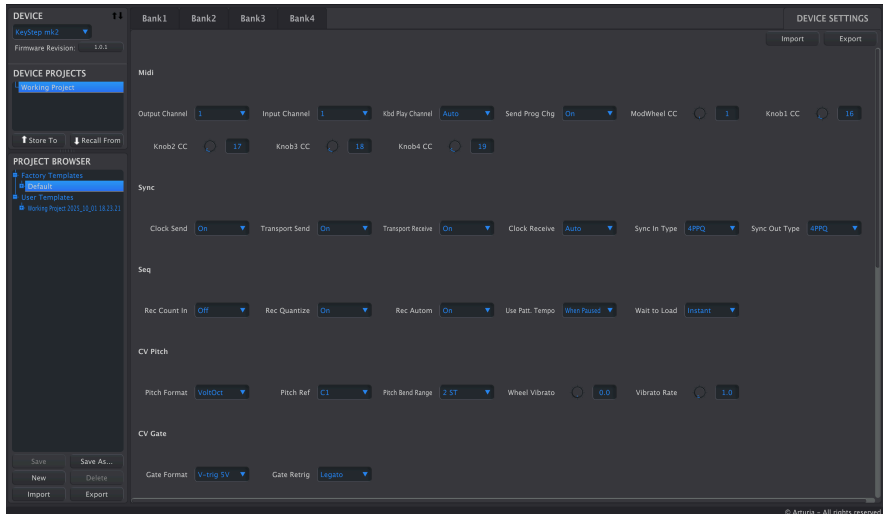 DEVICE
KeyStep mk2
Firmware Revision: 1.0.1
DEVICE PROJECTS
Working Project
Store To Recall From
PROJECT BROWSER
Factory Templates
Default
User Templates
Working Project 2025_10_01 18.23.21
Save Save As...
New Delete
Import Export
Bank1 Bank2 Bank3 Bank4 DEVICE SETTINGS
Import Export
Midi
Output Channel 1 Input Channel 1 Kbd Play Channel Auto Send Prog Chg On ModWheel CC 1 Knob1 CC 16
Knob2 CC 17 Knob3 CC 18 Knob4 CC 19
Sync
Clock Send On Transport Send On Transport Receive On Clock Receive Auto Sync In Type 4PPQ Sync Out Type 4PPQ
Seq
Rec Count In Off Rec Quantize On Rec Autom On Use Patt. Tempo When Paused Wait to Load Instant
CV Pitch
Pitch Format VoltOct Pitch Ref C1 Pitch Bend Range 2 ST Wheel Vibrato 0.0 Vibrato Rate 1.0
CV Gate
Gate Format V-trig 5V Gate Retrig Legato
© Arturia – All rights reserved